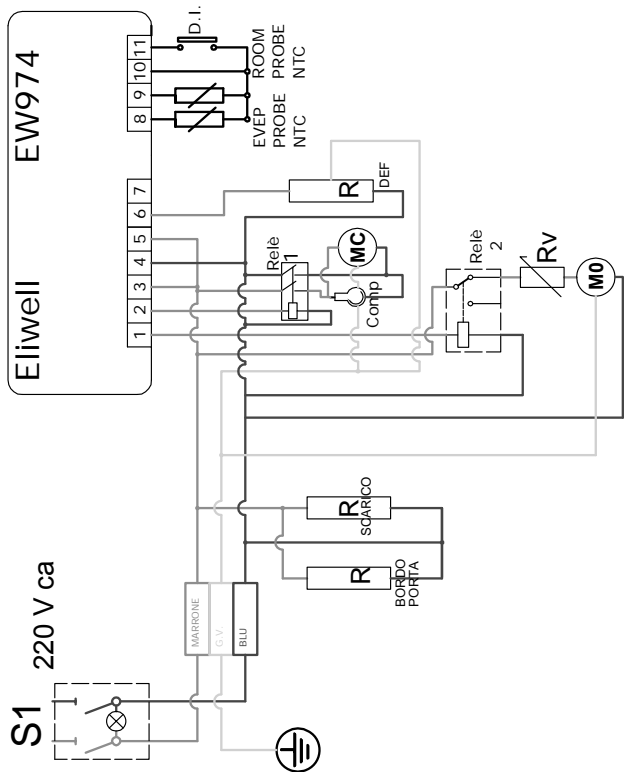 Eliwell EW974
1 2 3 4 5 6 7 8 9 10 11
D.I.
EVEP
PROBE
NTC
ROOM
PROBE
NTC
R
DEF
Relè
1
MC
Comp
Relè
2
Rv
M0
S1
220 V ca
MARRONE
G V
BLU
R
SCARICO
R
BORDO
PORTA